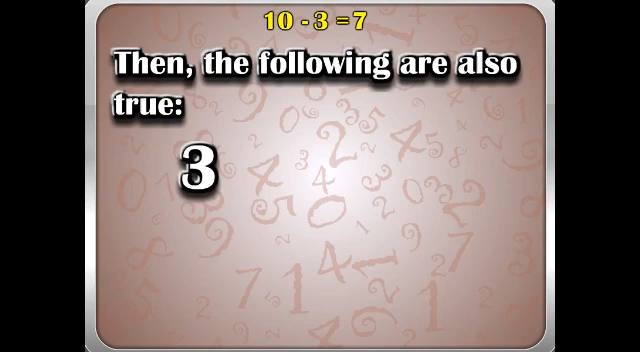 10 - 3 = 7
Then, the following are also
true:
3